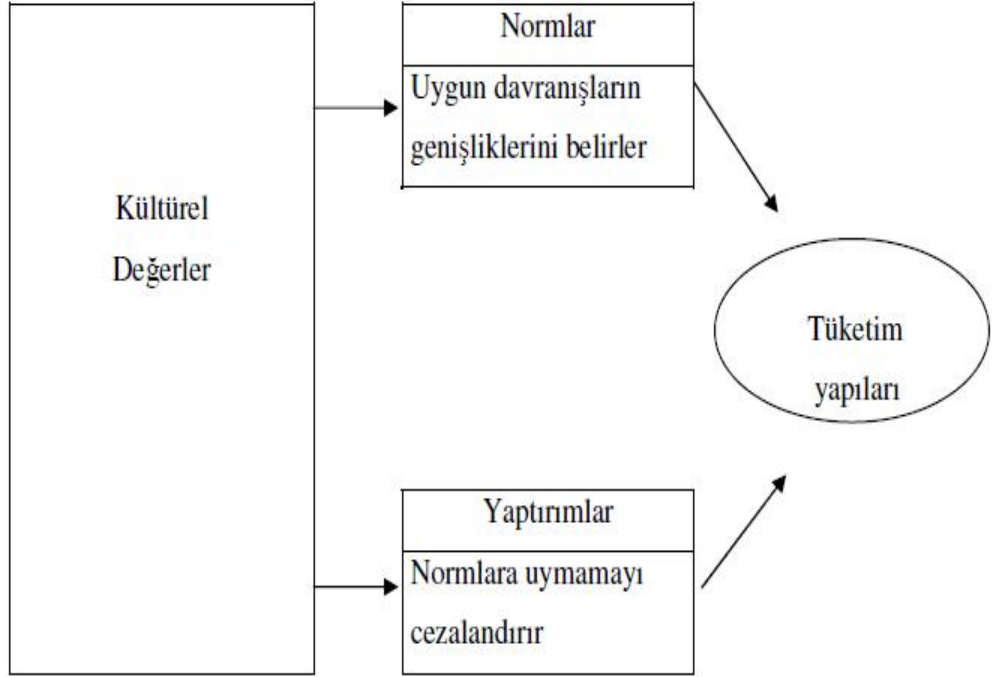 Kültürel
Değerler
Normlar
Uygun davranışların
genişliklerini belirler
Yaptırımlar
Normlara uymamayı
cezalandırır
Tüketim
yapıları